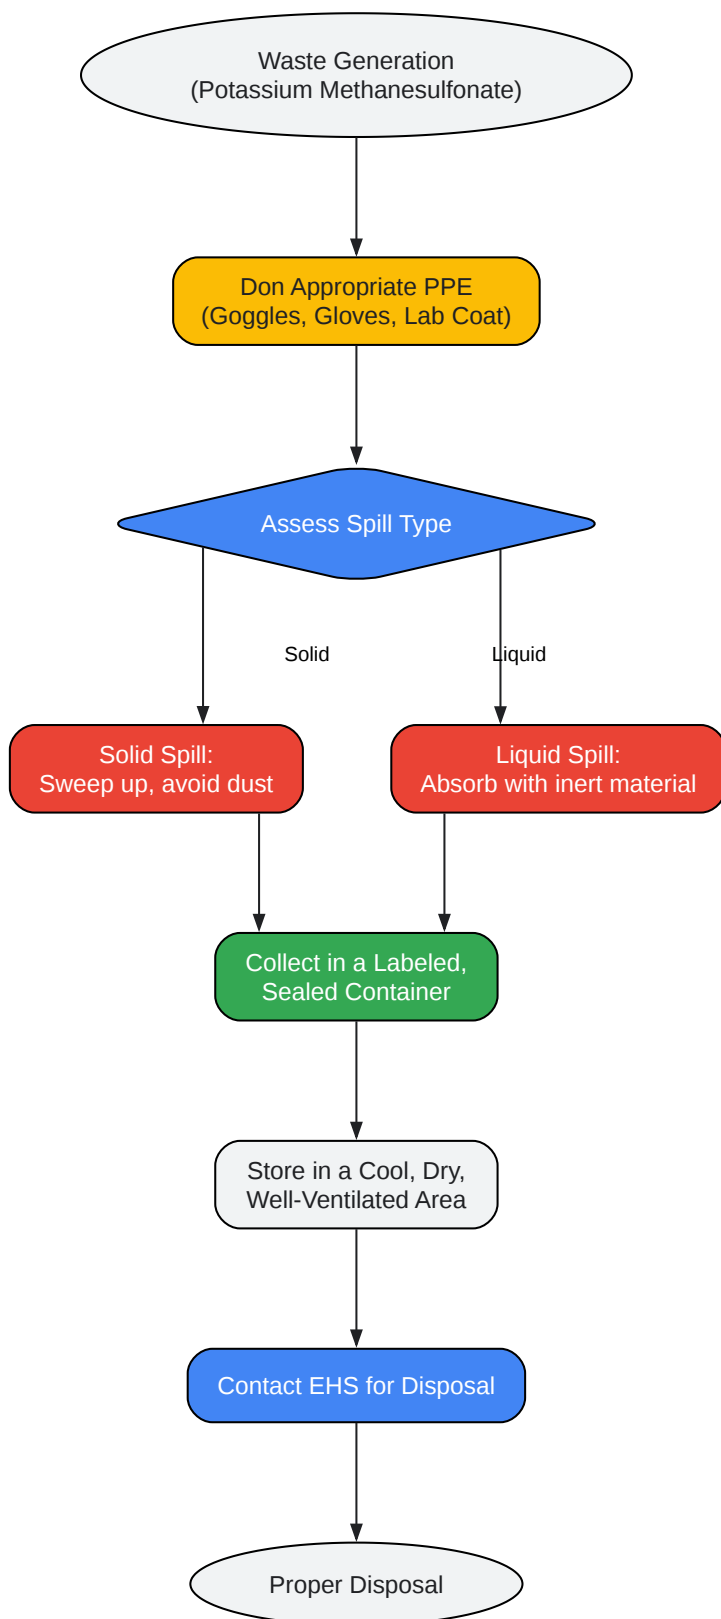 Waste Generation
(Potassium Methanesulfonate)
Don Appropriate PPE
(Goggles, Gloves, Lab Coat)
Assess Spill Type
Solid
Liquid
Solid Spill:
Sweep up, avoid dust
Liquid Spill:
Absorb with inert material
Collect in a Labeled,
Sealed Container
Store in a Cool, Dry,
Well-Ventilated Area
Contact EHS for Disposal
Proper Disposal